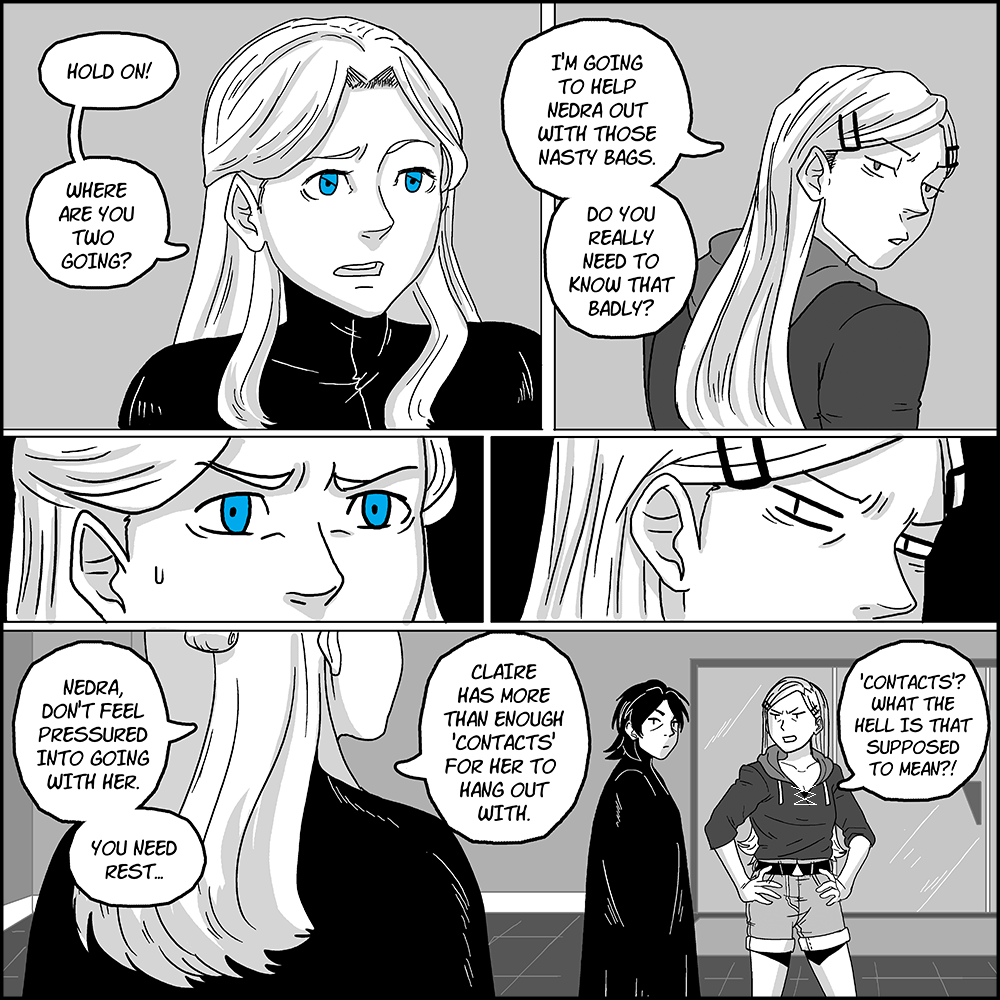 HOLD ON!
WHERE
ARE YOU
TWO
GOING?
I'M GOING
TO HELP
NEDRA OUT
WITH THOSE
NASTY BAGS.
DO YOU
REALLY
NEED TO
KNOW THAT
BADLY?
NEDRA,
DON'T FEEL
PRESSURED
INTO GOING
WITH HER.
YOU NEED
REST...
CLAIRE
HAS MORE
THAN ENOUGH
'CONTACTS'
FOR HER TO
HANG OUT
WITH.
'CONTACTS'?
WHAT THE
HELL IS THAT
SUPPOSED
TO MEAN?!